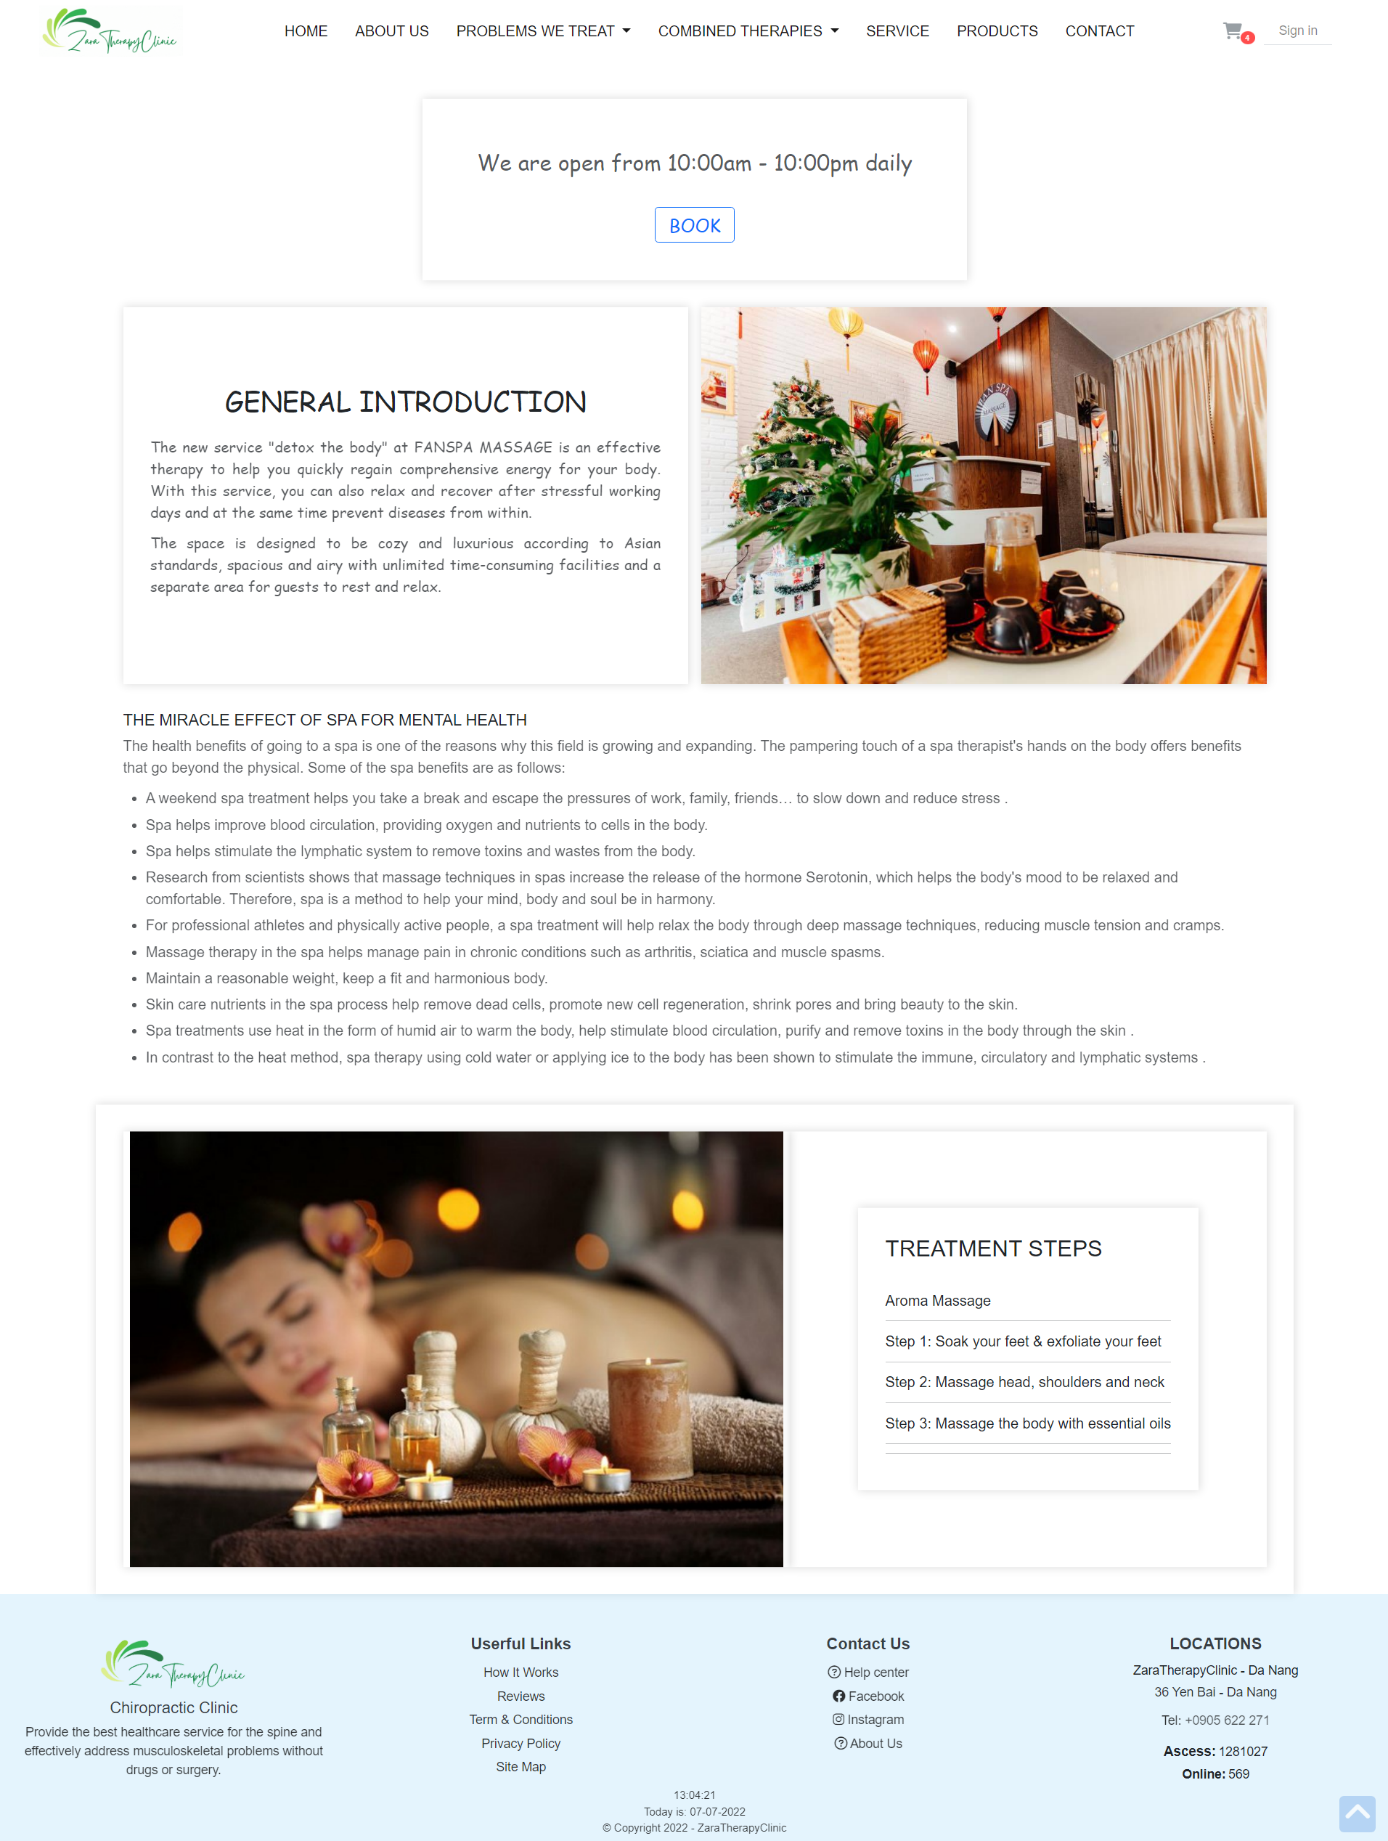 Zara TherapyClinic
HOME ABOUT US PROBLEMS WE TREAT COMBINED THERAPIES SERVICE PRODUCTS CONTACT
4
Sign in
We are open from 10:00am - 10:00pm daily
BOOK
GENERAL INTRODUCTION
The new service "detox the body" at FANSPA MASSAGE is an effective
therapy to help you quickly regain comprehensive energy for your body.
With this service, you can also relax and recover after stressful working
days and at the same time prevent diseases from within.
The space is designed to be cozy and luxurious according to Asian
standards, spacious and airy with unlimited time-consuming facilities and a
separate area for guests to rest and relax.
FAN SPA
MASSAGE
THE MIRACLE EFFECT OF SPA FOR MENTAL HEALTH
The health benefits of going to a spa is one of the reasons why this field is growing and expanding. The pampering touch of a spa therapist's hands on the body offers benefits
that go beyond the physical. Some of the spa benefits are as follows:
• A weekend spa treatment helps you take a break and escape the pressures of work, family, friends… to slow down and reduce stress .
• Spa helps improve blood circulation, providing oxygen and nutrients to cells in the body.
• Spa helps stimulate the lymphatic system to remove toxins and wastes from the body.
• Research from scientists shows that massage techniques in spas increase the release of the hormone Serotonin, which helps the body's mood to be relaxed and
comfortable. Therefore, spa is a method to help your mind, body and soul be in harmony.
• For professional athletes and physically active people, a spa treatment will help relax the body through deep massage techniques, reducing muscle tension and cramps.
• Massage therapy in the spa helps manage pain in chronic conditions such as arthritis, sciatica and muscle spasms.
• Maintain a reasonable weight, keep a fit and harmonious body.
• Skin care nutrients in the spa process help remove dead cells, promote new cell regeneration, shrink pores and bring beauty to the skin.
• Spa treatments use heat in the form of humid air to warm the body, help stimulate blood circulation, purify and remove toxins in the body through the skin .
• In contrast to the heat method, spa therapy using cold water or applying ice to the body has been shown to stimulate the immune, circulatory and lymphatic systems .
TREATMENT STEPS
Aroma Massage
Step 1: Soak your feet & exfoliate your feet
Step 2: Massage head, shoulders and neck
Step 3: Massage the body with essential oils
Zara TherapyClinic
Chiropractic Clinic
Provide the best healthcare service for the spine and
effectively address musculoskeletal problems without
drugs or surgery.
Userful Links
How It Works
Reviews
Term & Conditions
Privacy Policy
Site Map
Contact Us
Help center
Facebook
Instagram
About Us
LOCATIONS
ZaraTherapyClinic - Da Nang
36 Yen Bai - Da Nang
Tel: +0905 622 271
Ascess: 1281027
Online: 569
13:04:21
Today is: 07-07-2022
© Copyright 2022 - ZaraTherapyClinic